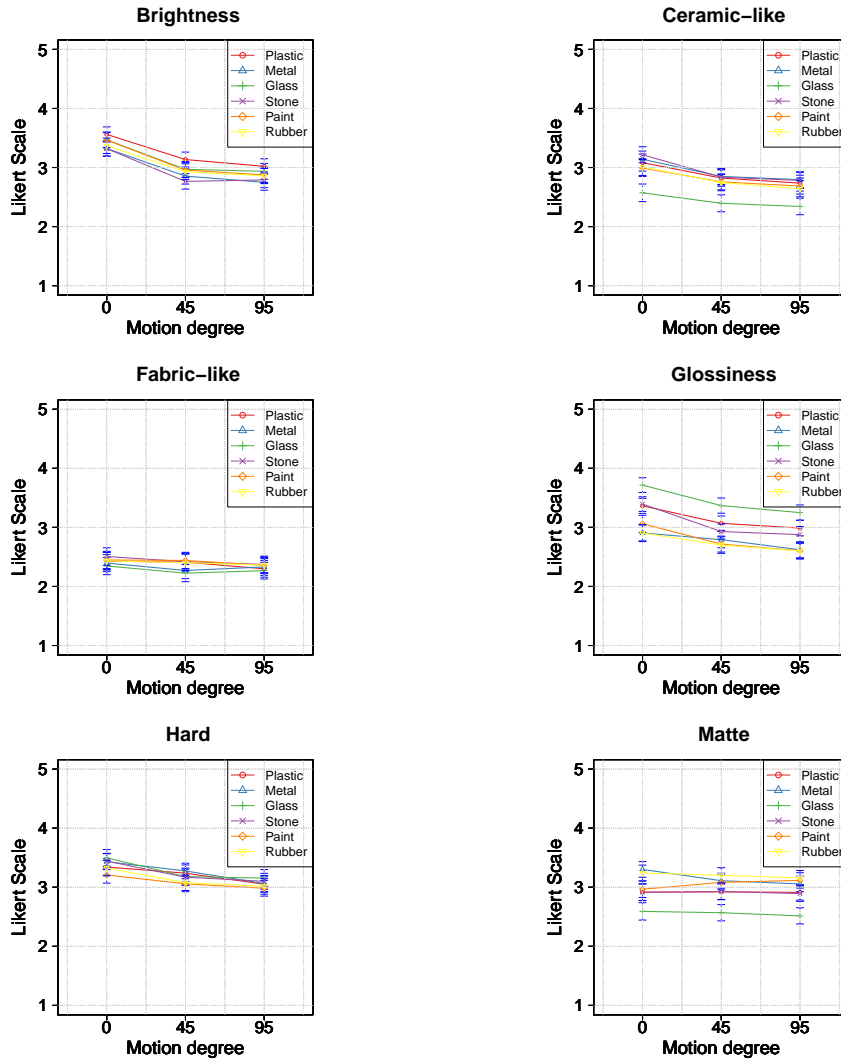 Brightness
5
4
3
2
1
Likert Scale
0 45 95
Motion degree
Plastic
Metal
Glass
Stone
Paint
Rubber
Ceramic−like
5
4
3
2
1
Likert Scale
0 45 95
Motion degree
Plastic
Metal
Glass
Stone
Paint
Rubber
Fabric−like
5
4
3
2
1
Likert Scale
0 45 95
Motion degree
Plastic
Metal
Glass
Stone
Paint
Rubber
Glossiness
5
4
3
2
1
Likert Scale
0 45 95
Motion degree
Plastic
Metal
Glass
Stone
Paint
Rubber
Hard
5
4
3
2
1
Likert Scale
0 45 95
Motion degree
Plastic
Metal
Glass
Stone
Paint
Rubber
Matte
5
4
3
2
1
Likert Scale
0 45 95
Motion degree
Plastic
Metal
Glass
Stone
Paint
Rubber